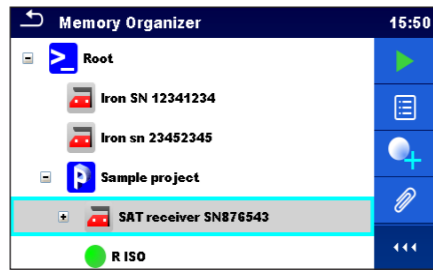 Memory Organizer 15:50
Root
Iron SN 12341234
Iron sn 23452345
Sample project
SAT receiver SN876543
R ISO